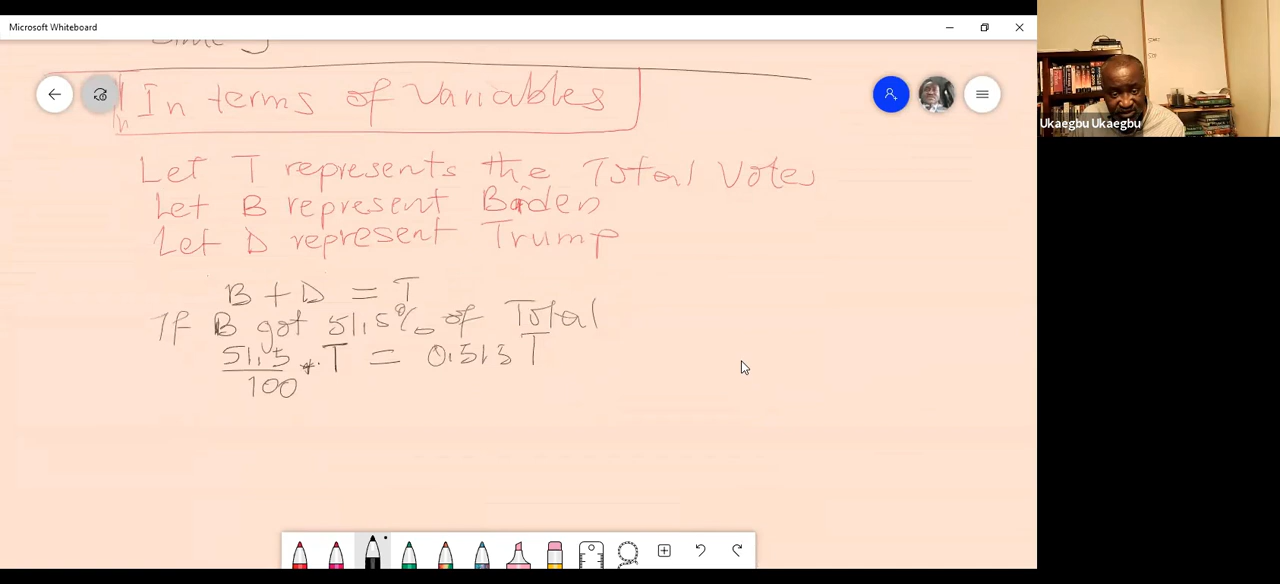 Microsoft Whiteboard
In terms of Variables
Let T represents the Total Votes
Let B represent Biden
Let D represent Trump
B + D = T
If B got 51.5% of Total
51.5/100 * T = 0.515 T
Ukaegbu Ukaegbu